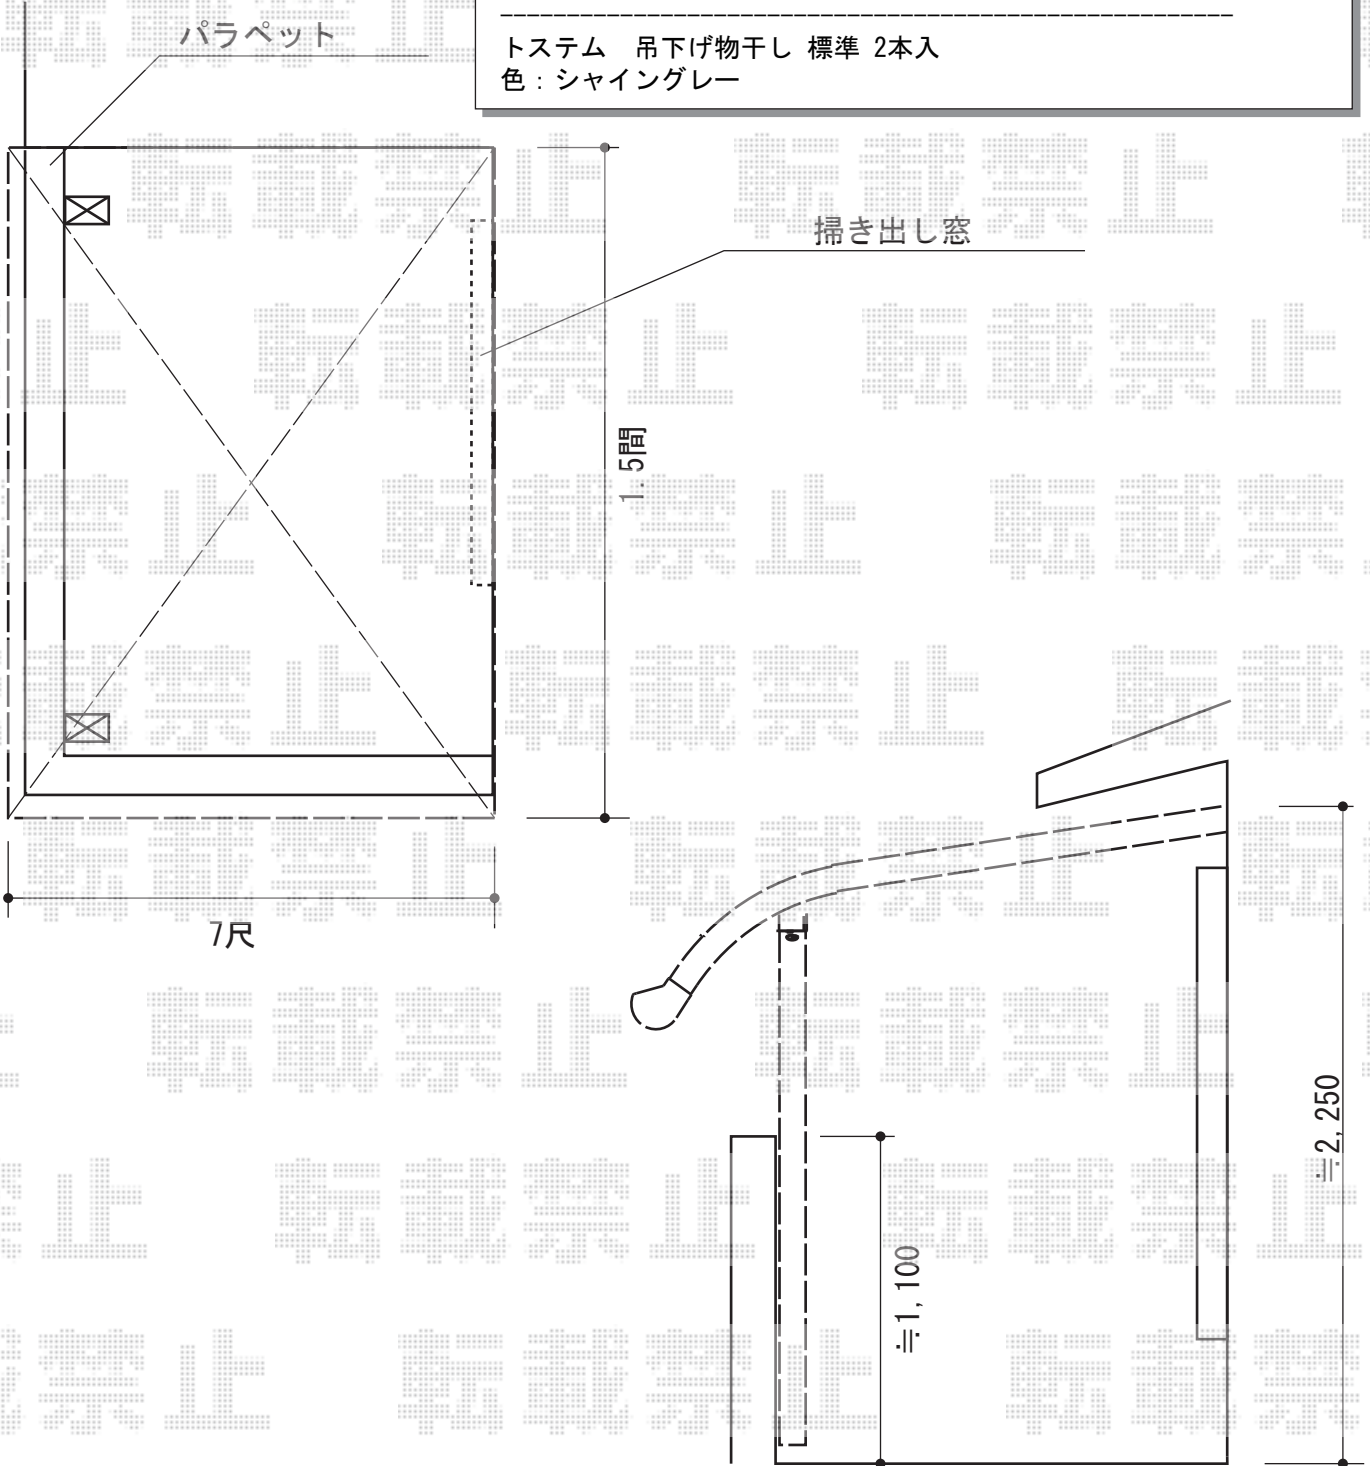 トステム 吊下げ物干し 標準 2本入
色：シャイングレー
パラペット
掃き出し窓
1.5間
7尺
≒2,250
≒1,100
転載禁止